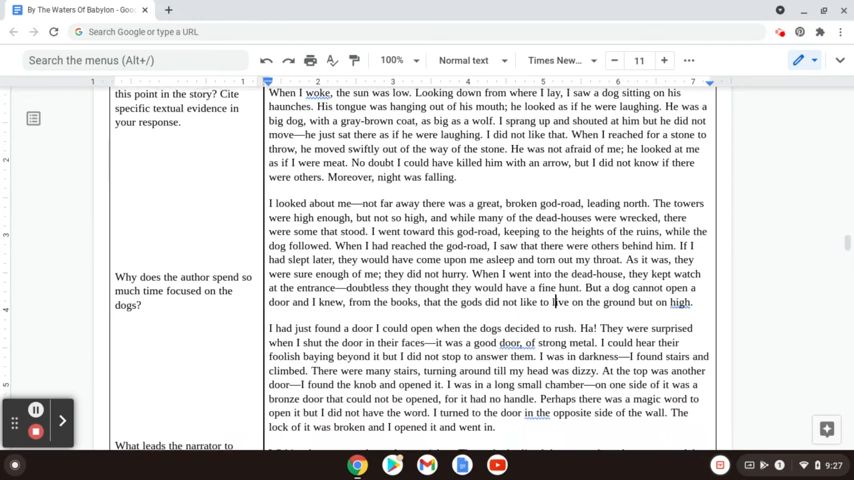 By The Waters Of Babylon - Goo
Search Google or type a URL
Search the menus (Alt+/)
100%
Normal text
Times New...
11
1
1
2
3
4
5
6
7
this point in the story? Cite
specific textual evidence in
your response.
Why does the author spend so
much time focused on the
dogs?
What leads the narrator to
When I woke, the sun was low. Looking down from where I lay, I saw a dog sitting on his
haunches. His tongue was hanging out of his mouth; he looked as if he were laughing. He was a
big dog, with a gray-brown coat, as big as a wolf. I sprang up and shouted at him but he did not
move—he just sat there as if he were laughing. I did not like that. When I reached for a stone to
throw, he moved swiftly out of the way of the stone. He was not afraid of me; he looked at me
as if I were meat. No doubt I could have killed him with an arrow, but I did not know if there
were others. Moreover, night was falling.
I looked about me—not far away there was a great, broken god-road, leading north. The towers
were high enough, but not so high, and while many of the dead-houses were wrecked, there
were some that stood. I went toward this god-road, keeping to the heights of the ruins, while the
dog followed. When I had reached the god-road, I saw that there were others behind him. If I
had slept later, they would have come upon me asleep and torn out my throat. As it was, they
were sure enough of me; they did not hurry. When I went into the dead-house, they kept watch
at the entrance—doubtless they thought they would have a fine hunt. But a dog cannot open a
door and I knew, from the books, that the gods did not like to live on the ground but on high.
I had just found a door I could open when the dogs decided to rush. Ha! They were surprised
when I shut the door in their faces—it was a good door, of strong metal. I could hear their
foolish baying beyond it but I did not stop to answer them. I was in darkness—I found stairs and
climbed. There were many stairs, turning around till my head was dizzy. At the top was another
door—I found the knob and opened it. I was in a long small chamber—on one side of it was a
bronze door that could not be opened, for it had no handle. Perhaps there was a magic word to
open it but I did not have the word. I turned to the door in the opposite side of the wall. The
lock of it was broken and I opened it and went in.
2
3
4
5
1
9:27